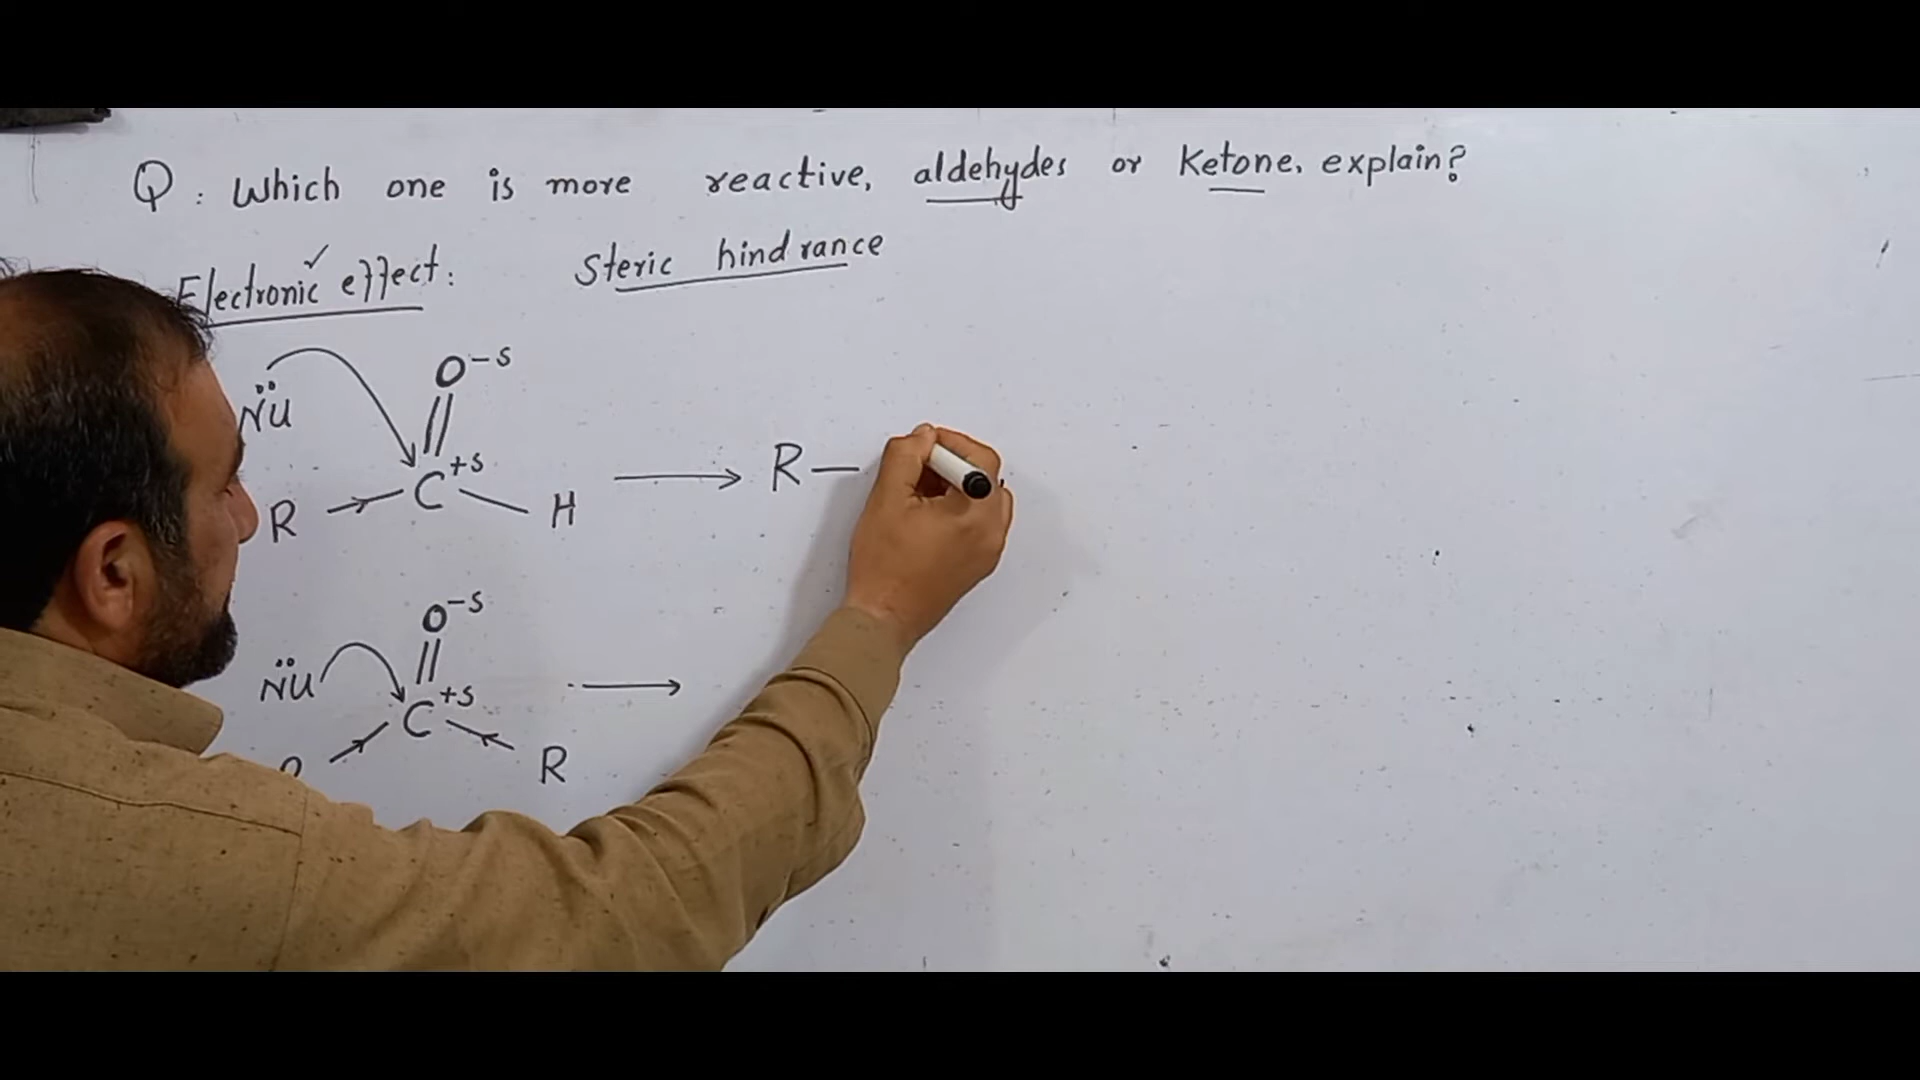 Q. Which one is more reactive, aldehydes or Ketone. explain?
Electronic effect: Steric hindrance
O-s
Nu
C+s
R H R
O-s
Nu
C+s
R